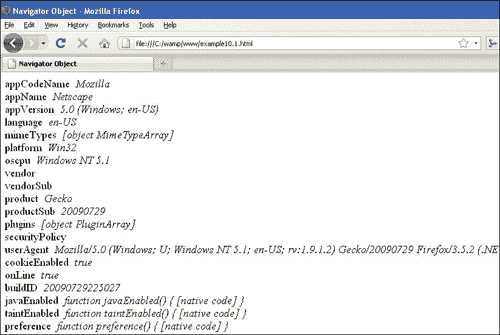 Navigator Object - Mozilla Firefox
File Edit View History Bookmarks Tools Help
file:///C:/wamp/www/example10.1.html
Navigator Object
appCodeName Mozilla
appName Netscape
appVersion 5.0 (Windows; en-US)
language en-US
mimeTypes [object MimeTypeArray]
platform Win32
oscpu Windows NT 5.1
vendor
vendorSub
product Gecko
productSub 20090729
plugins [object PluginArray]
securityPolicy
userAgent Mozilla/5.0 (Windows; U; Windows NT 5.1; en-US; rv:1.9.1.2) Gecko/20090729 Firefox/3.5.2 (.NE
cookieEnabled true
onLine true
buildID 20090729225027
javaEnabled function javaEnabled() { [native code] }
taintEnabled function taintEnabled() { [native code] }
preference function preference() { [native code] }